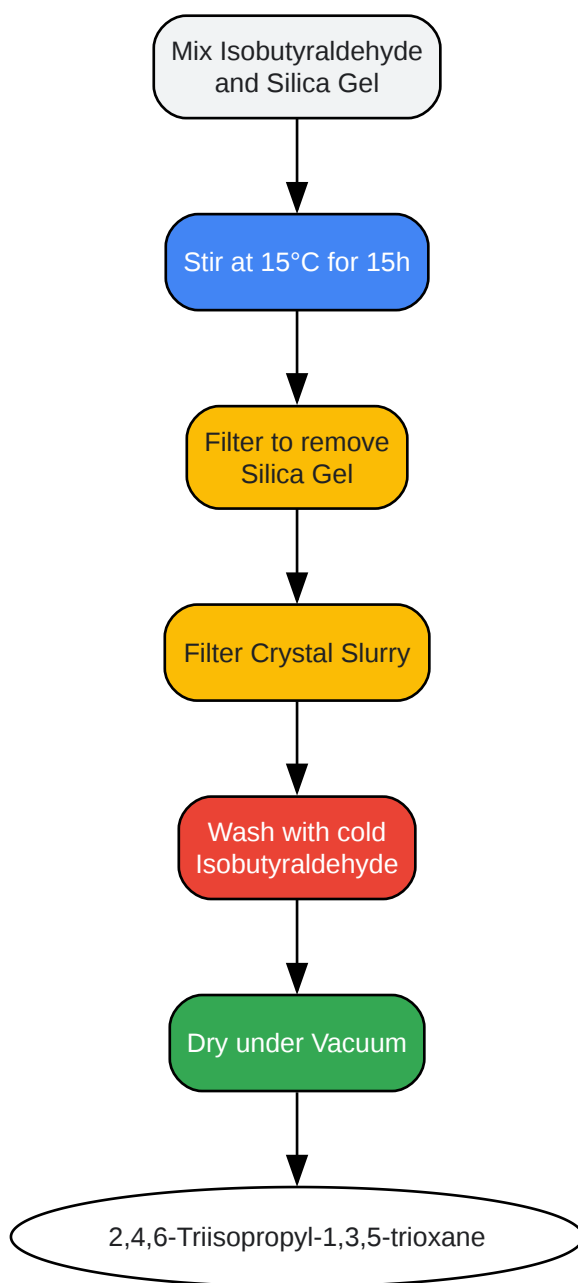 Mix Isobutyraldehyde
and Silica Gel
Stir at 15°C for 15h
Filter to remove
Silica Gel
Filter Crystal Slurry
Wash with cold
Isobutyraldehyde
Dry under Vacuum
2,4,6-Triisopropyl-1,3,5-trioxane